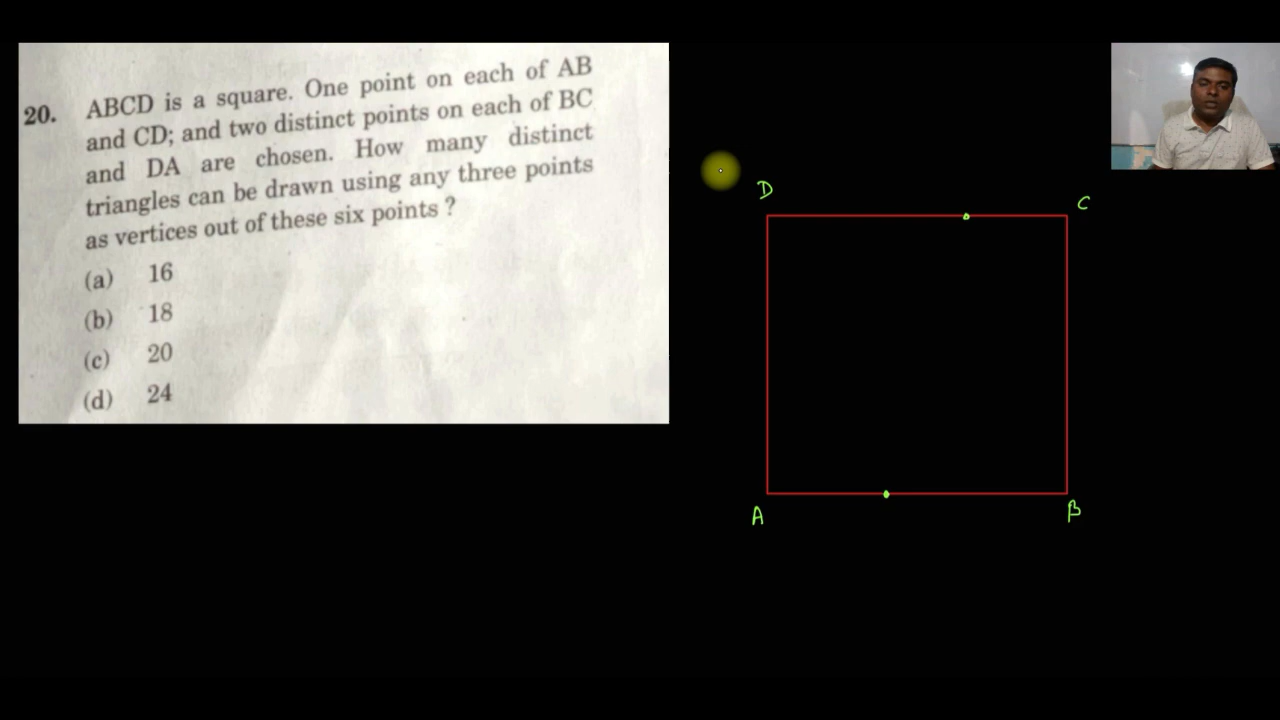 20. ABCD is a square. One point on each of AB
and CD; and two distinct points on each of BC
and DA are chosen. How many distinct
triangles can be drawn using any three points
as vertices out of these six points ?
(a) 16
(b) 18
(c) 20
(d) 24
D
C
A
B